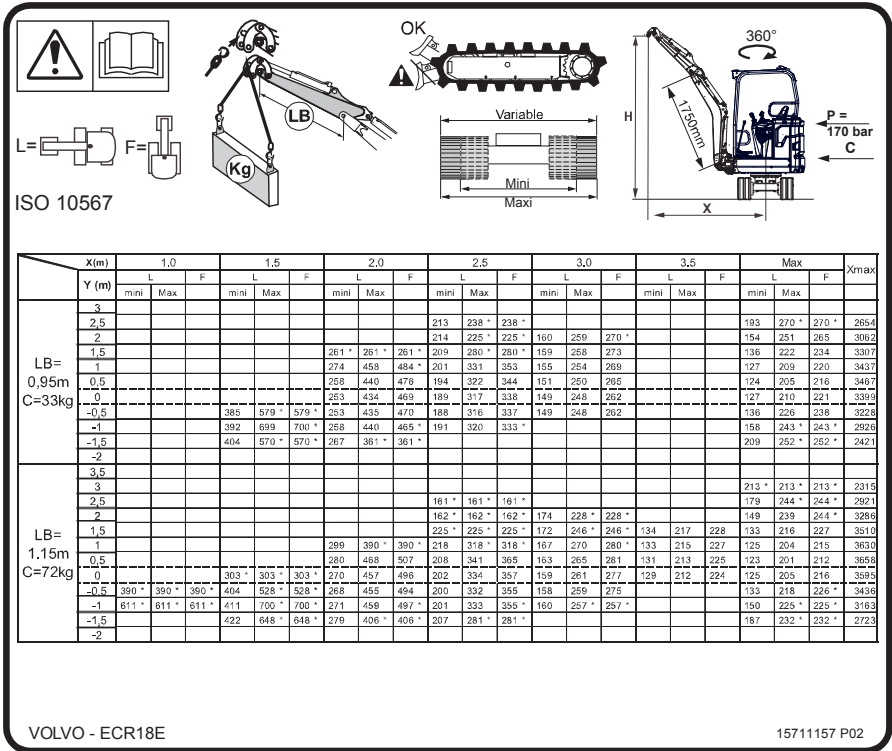 OK
360°
LB
Kg
L=
F=
ISO 10567
Variable
Mini
Maxi
H
1750mm
X
P =
170 bar
C
X(m) 1.0 1.5 2.0 2.5 3.0 3.5 Max Xmax
Y (m) L F L F L F L F L F L F L F
mini Max mini Max mini Max mini Max mini Max mini Max mini Max
LB=
0,95m
C=33kg
3
2,5 213 238 * 238 * 193 270 * 270 * 2654
2 214 225 * 225 * 160 259 270 * 154 251 265 3062
1,5 261 * 261 * 261 * 209 280 * 280 * 159 258 273 136 222 234 3307
1 274 458 484 * 201 331 353 155 254 269 127 209 220 3437
0,5 258 440 476 194 322 344 151 250 265 124 205 216 3467
0 253 434 469 189 317 338 149 248 262 127 210 221 3399
-0,5 385 579 * 579 * 253 435 470 188 316 337 149 248 262 136 226 238 3228
-1 392 699 700 * 258 440 465 * 191 320 333 * 158 243 * 243 * 2926
-1,5 404 570 * 570 * 267 361 * 361 * 209 252 * 252 * 2421
-2
LB=
1.15m
C=72kg
3,5
3 213 * 213 * 213 * 2315
2,5 161 * 161 * 161 * 179 244 * 244 * 2921
2 162 * 162 * 162 * 174 228 * 228 * 149 239 244 * 3286
1,5 225 * 225 * 225 * 172 246 * 246 * 134 217 228 133 216 227 3510
1 299 390 * 390 * 218 318 * 318 * 167 270 280 * 133 215 227 125 204 215 3630
0,5 280 468 507 208 341 365 163 265 281 131 213 225 123 201 212 3658
0 303 * 303 * 303 * 270 457 496 202 334 357 159 261 277 129 212 224 125 205 216 3595
-0.5 390 * 390 * 390 * 404 528 * 528 * 268 455 494 200 332 355 158 259 275 133 218 226 * 3436
-1 611 * 611 * 611 * 411 700 * 700 * 271 459 497 * 201 333 355 * 160 257 * 257 * 150 225 * 225 * 3163
-1,5 422 648 * 648 * 279 406 * 406 * 207 281 * 281 * 187 232 * 232 * 2723
-2
VOLVO - ECR18E
15711157 P02